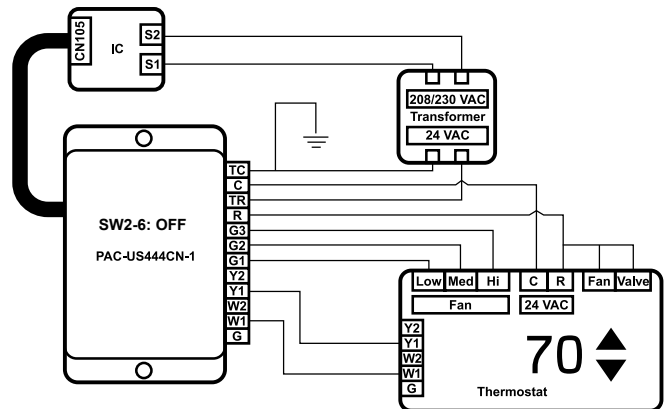 CN105
IC
S2
S1
208/230 VAC
Transformer
24 VAC
SW2-6: OFF
PAC-US444CN-1
TC
C
TR
R
G3
G2
G1
Y2
Y1
W2
W1
G
Low Med Hi C R Fan Valve
Fan 24 VAC
Y2
Y1
W2
W1
G
70
Thermostat